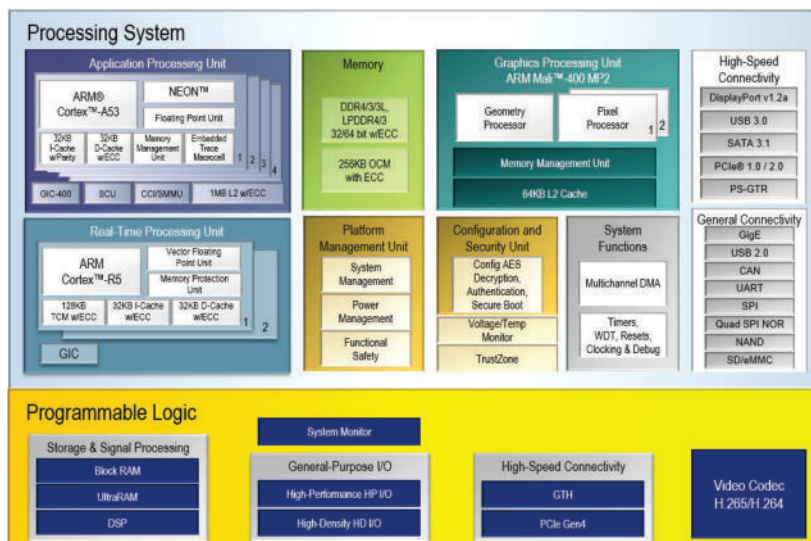 Processing System
Application Processing Unit
ARM®
Cortex™-A53
NEON™
Floating Point Unit
32KB
I-Cache
w/Parity
32KB
D-Cache
w/ECC
Memory
Management
Unit
Embedded
Trace
Macrocell
1
2
3
4
GIC-400
SCU
CCI/SMMU
1MB L2 w/ECC
Memory
DDR4/3/3L,
LPDDR4/3
32/64 bit w/ECC
256KB OCM
with ECC
Graphics Processing Unit
ARM Mali™-400 MP2
Geometry
Processor
Pixel
Processor
1
2
Memory Management Unit
64KB L2 Cache
High-Speed
Connectivity
DisplayPort v1.2a
USB 3.0
SATA 3.1
PCIe® 1.0 / 2.0
PS-GTR
Real-Time Processing Unit
ARM
Cortex™-R5
Vector Floating
Point Unit
Memory Protection
Unit
128KB
TCM w/ECC
32KB I-Cache
w/ECC
32KB D-Cache
w/ECC
1
2
GIC
Platform
Management Unit
System
Management
Power
Management
Functional
Safety
Configuration and
Security Unit
Config AES
Decryption,
Authentication,
Secure Boot
Voltage/Temp
Monitor
TrustZone
System
Functions
Multichannel DMA
Timers,
WDT, Resets,
Clocking & Debug
General Connectivity
GigE
USB 2.0
CAN
UART
SPI
Quad SPI NOR
NAND
SD/eMMC
Programmable Logic
Storage & Signal Processing
Block RAM
UltraRAM
DSP
System Monitor
General-Purpose I/O
High-Performance HP I/O
High-Density HD I/O
High-Speed Connectivity
GTH
PCIe Gen4
Video Codec
H.265/H.264